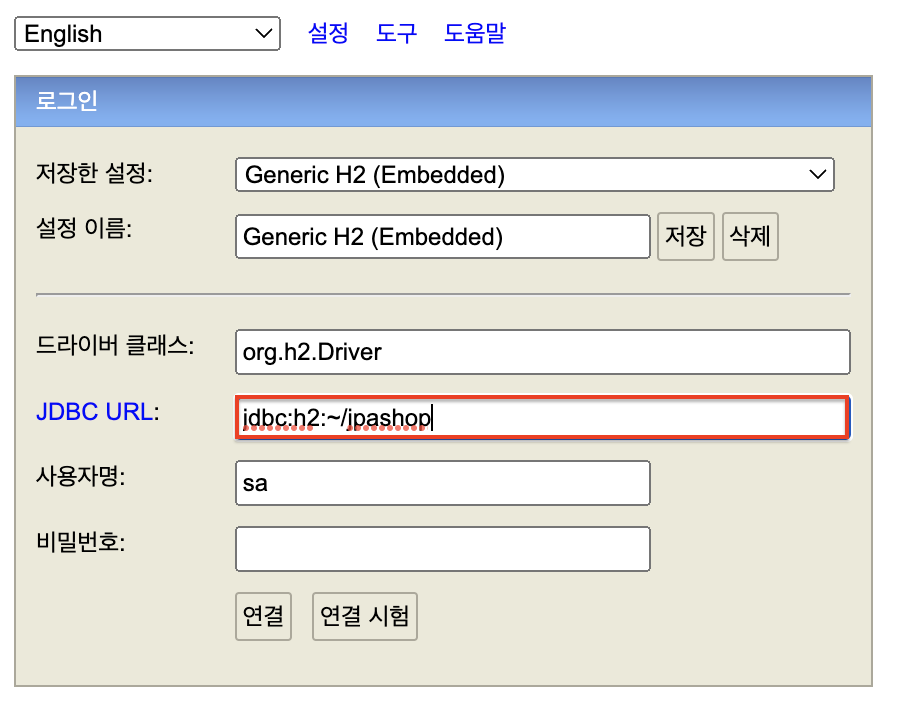 English 설정 도구 도움말
로그인
저장한 설정: Generic H2 (Embedded)
설정 이름: Generic H2 (Embedded) 저장 삭제
드라이버 클래스: org.h2.Driver
JDBC URL: jdbc:h2:~/jpashop
사용자명: sa
비밀번호:
연결 연결 시험